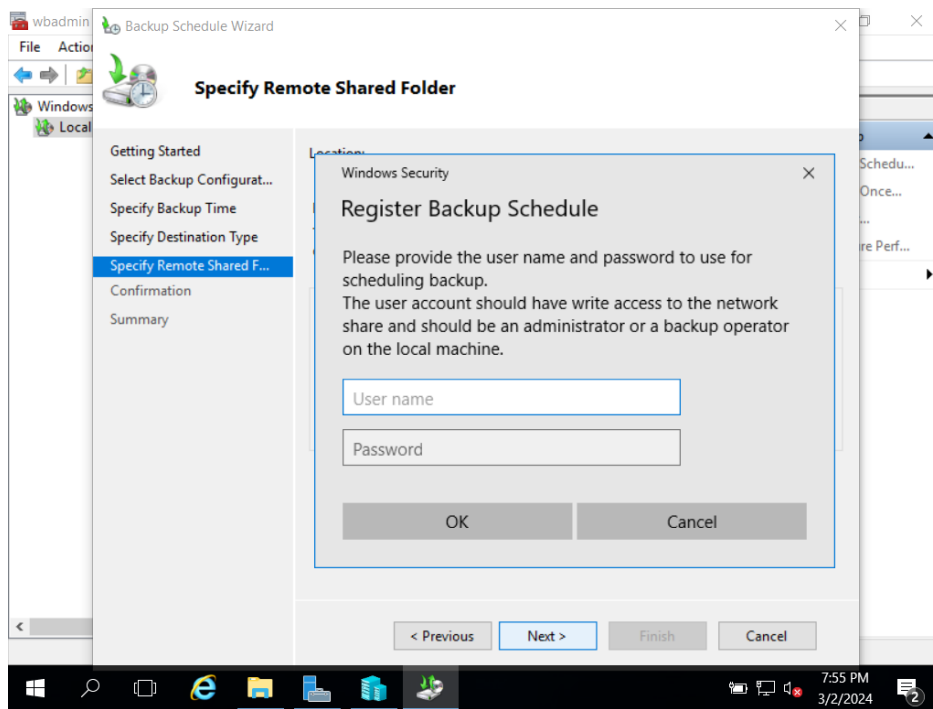 wbadmin
Backup Schedule Wizard
File
Specify Remote Shared Folder
Windows
Local
Getting Started
Select Backup Configurat...
Specify Backup Time
Specify Destination Type
Specify Remote Shared F...
Confirmation
Summary
Windows Security
Register Backup Schedule
Please provide the user name and password to use for
scheduling backup.
The user account should have write access to the network
share and should be an administrator or a backup operator
on the local machine.
User name
Password
OK
Cancel
Schedu...
Once...
...
re Perf...
< Previous
Next >
Finish
Cancel
7:55 PM
3/2/2024
2